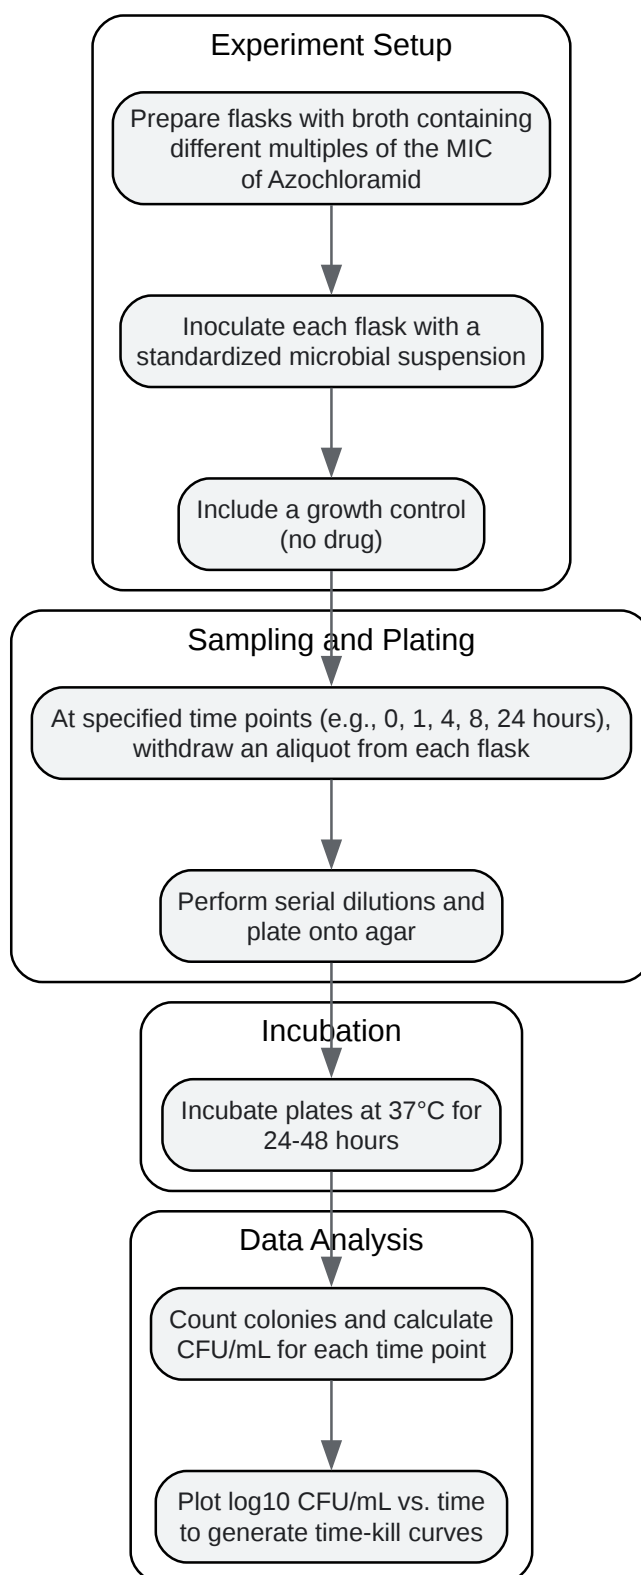 Experiment Setup
Prepare flasks with broth containing
different multiples of the MIC
of Azochloramid
Inoculate each flask with a
standardized microbial suspension
Include a growth control
(no drug)
Sampling and Plating
At specified time points (e.g., 0, 1, 4, 8, 24 hours),
withdraw an aliquot from each flask
Perform serial dilutions and
plate onto agar
Incubation
Incubate plates at 37°C for
24-48 hours
Data Analysis
Count colonies and calculate
CFU/mL for each time point
Plot log10 CFU/mL vs. time
to generate time-kill curves